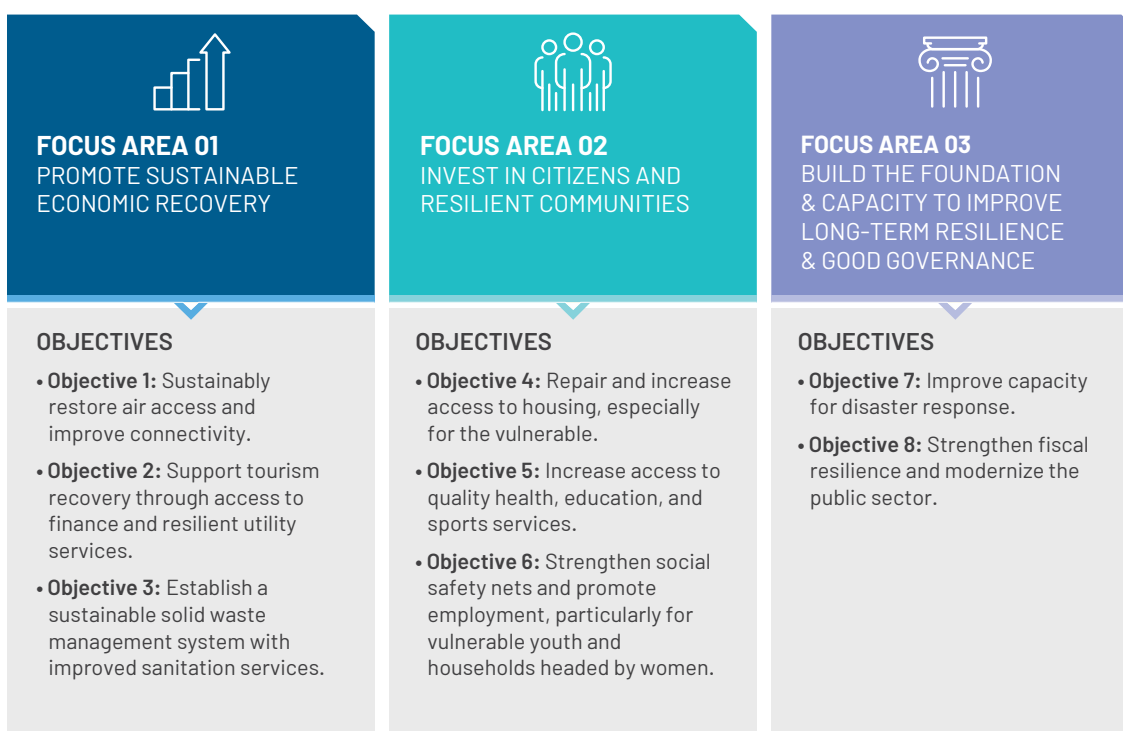 FOCUS AREA 01
PROMOTE SUSTAINABLE
ECONOMIC RECOVERY
OBJECTIVES
• Objective 1: Sustainably
restore air access and
improve connectivity.
• Objective 2: Support tourism
recovery through access to
finance and resilient utility
services.
• Objective 3: Establish a
sustainable solid waste
management system with
improved sanitation services.
FOCUS AREA 02
INVEST IN CITIZENS AND
RESILIENT COMMUNITIES
OBJECTIVES
• Objective 4: Repair and increase
access to housing, especially
for the vulnerable.
• Objective 5: Increase access to
quality health, education, and
sports services.
• Objective 6: Strengthen social
safety nets and promote
employment, particularly for
vulnerable youth and
households headed by women.
FOCUS AREA 03
BUILD THE FOUNDATION
& CAPACITY TO IMPROVE
LONG-TERM RESILIENCE
& GOOD GOVERNANCE
OBJECTIVES
• Objective 7: Improve capacity
for disaster response.
• Objective 8: Strengthen fiscal
resilience and modernize the
public sector.